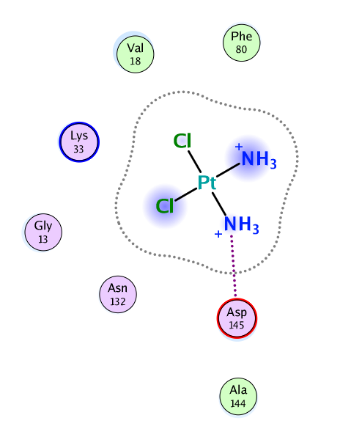 Phe
80
Val
18
Cl
Lys
33
+
NH3
Pt
Cl
NH3
+
Gly
13
Asn
132
Asp
145
Ala
144